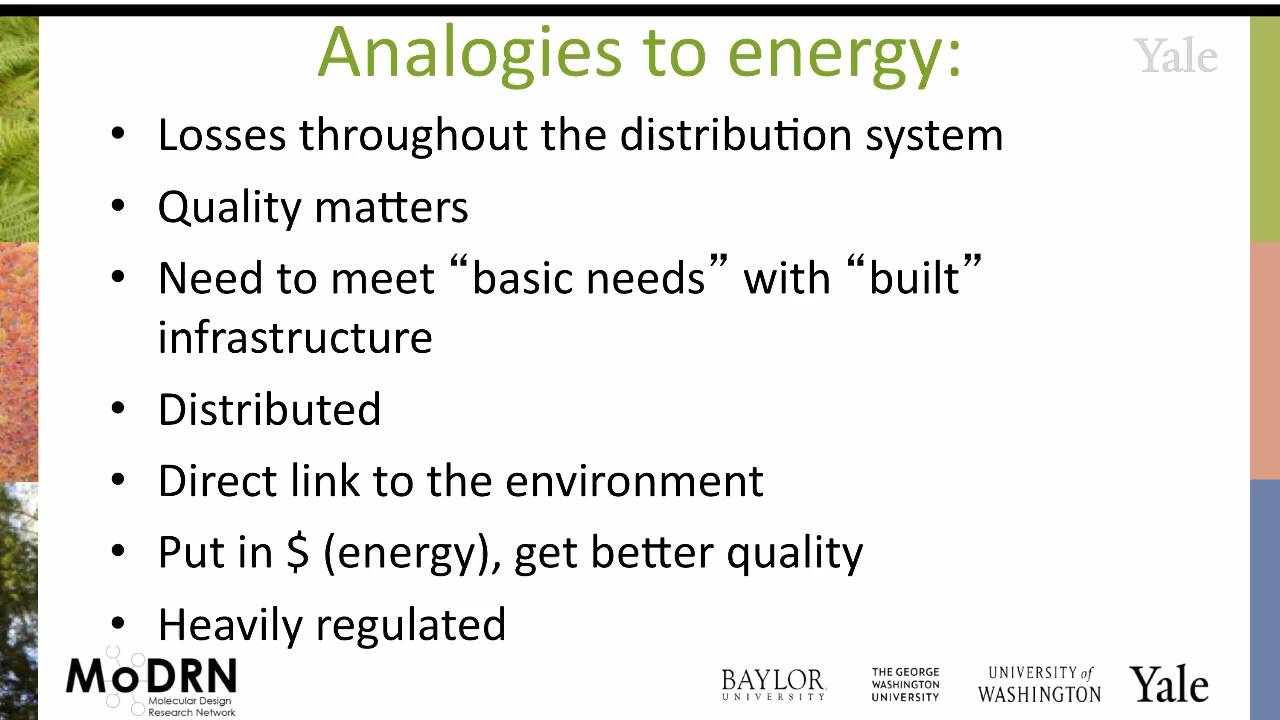 Analogies to energy:
Yale
• Losses throughout the distribution system
• Quality matters
• Need to meet “basic needs” with “built”
infrastructure
• Distributed
• Direct link to the environment
• Put in $ (energy), get better quality
• Heavily regulated
MoDRN
Molecular Design
Research Network
BAYLOR
UNIVERSITY
THE GEORGE
WASHINGTON
UNIVERSITY
UNIVERSITY of
WASHINGTON
Yale